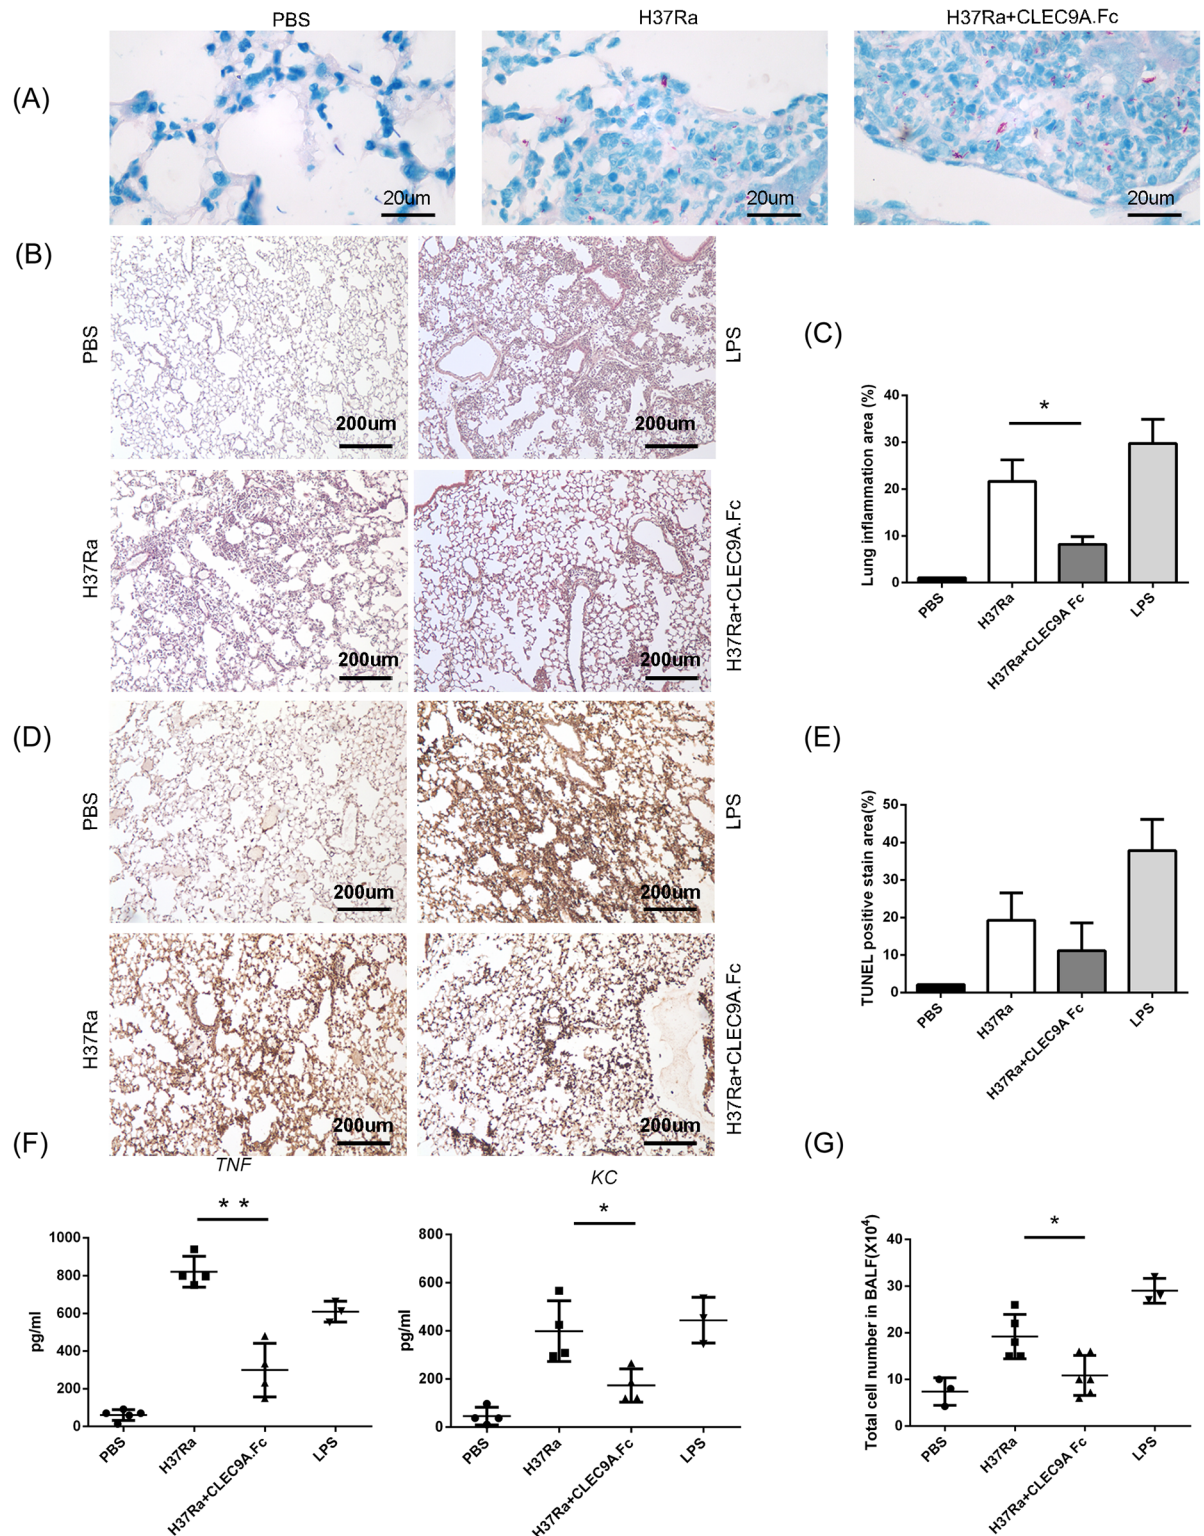 PBS
H37Ra
H37Ra+CLEC9A.Fc
(A)
20um
20um
20um
(B)
PBS
200um
LPS
200um
H37Ra
200um
H37Ra+CLEC9A.Fc
200um
(C)
Lung inflammation area (%)
40
30
20
10
0
*
PBS
H37Ra
H37Ra+CLEC9A Fc
LPS
(D)
PBS
200um
LPS
200um
H37Ra
200um
H37Ra+CLEC9A.Fc
200um
(E)
TUNEL positive stain area(%)
50
40
30
20
10
0
PBS
H37Ra
H37Ra+CLEC9A Fc
LPS
(F)
TNF
* *
pg/ml
1000
800
600
400
200
0
PBS
H37Ra
H37Ra+CLEC9A.Fc
LPS
KC
*
pg/ml
800
600
400
200
0
PBS
H37Ra
H37Ra+CLEC9A.Fc
LPS
(G)
Total cell number in BALF(X10⁴)
*
40
30
20
10
0
PBS
H37Ra
H37Ra+CLEC9A Fc
LPS